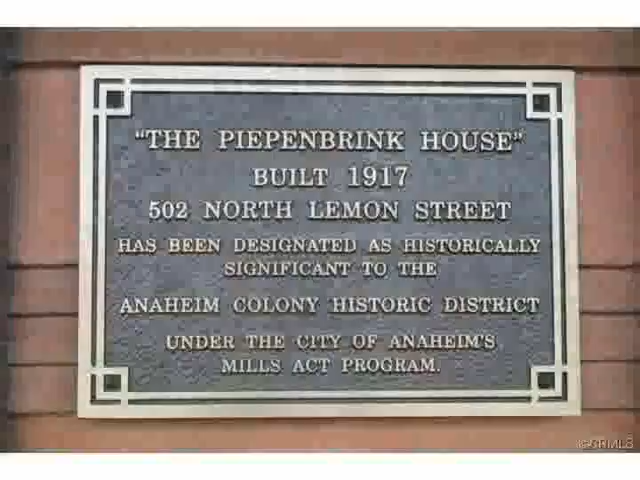 "THE PIEPENBRINK HOUSE"
BUILT 1917
502 NORTH LEMON STREET
HAS BEEN DESIGNATED AS HISTORICALLY
SIGNIFICANT TO THE
ANAHEIM COLONY HISTORIC DISTRICT
UNDER THE CITY OF ANAHEIM'S
MILLS ACT PROGRAM.
©CRMLS